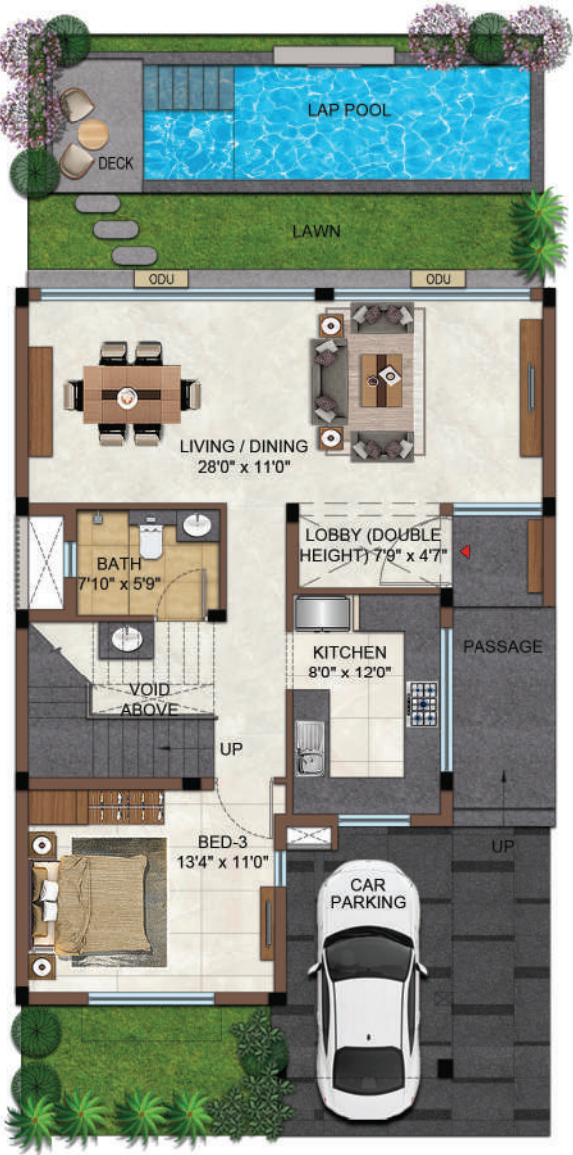 LAP POOL
DECK
LAWN
ODU
ODU
LIVING / DINING
28'0" x 11'0"
LOBBY (DOUBLE
HEIGHT) 7'9" x 4'7"
BATH
7'10" x 5'9"
KITCHEN
8'0" x 12'0"
PASSAGE
VOID
ABOVE
UP
BED-3
13'4" x 11'0"
UP
CAR
PARKING